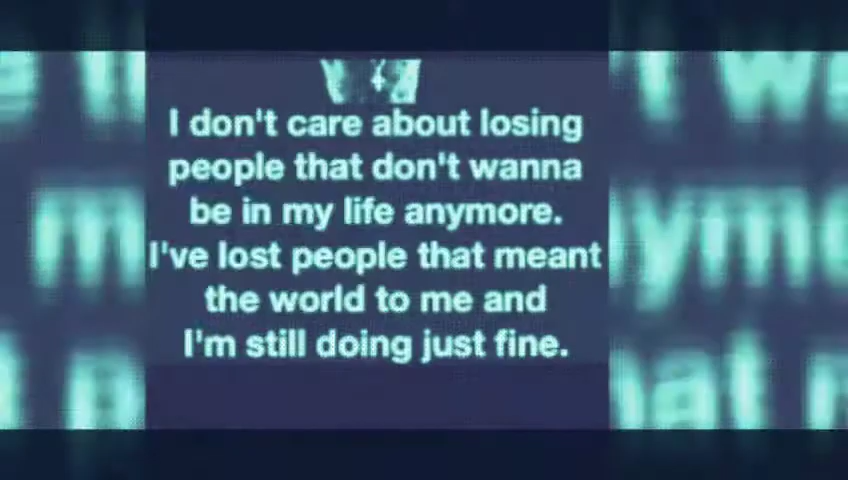 I don't care about losing
people that don't wanna
be in my life anymore.
I've lost people that meant
the world to me and
I'm still doing just fine.